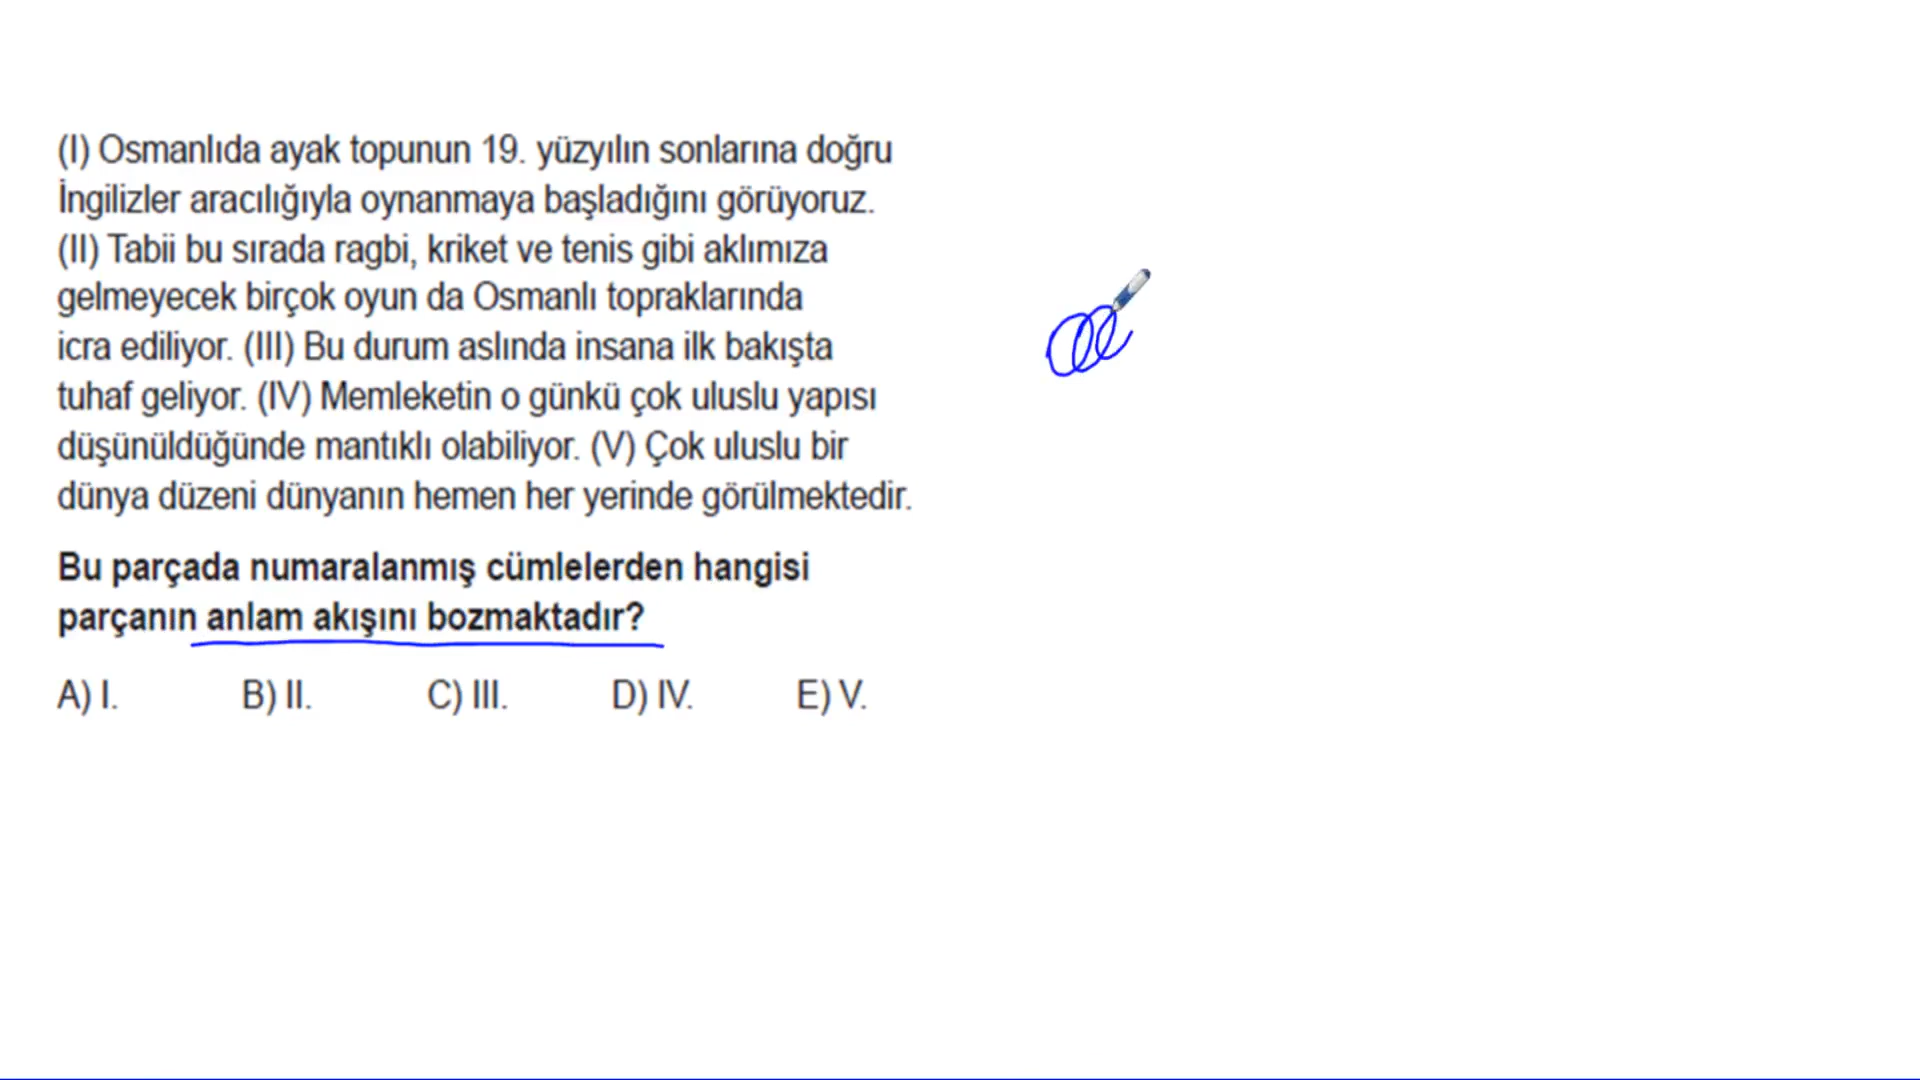 (I) Osmanlıda ayak topunun 19. yüzyılın sonlarına doğru
İngilizler aracılığıyla oynanmaya başladığını görüyoruz.
(II) Tabii bu sırada ragbi, kriket ve tenis gibi aklımıza
gelmeyecek birçok oyun da Osmanlı topraklarında
icra ediliyor. (III) Bu durum aslında insana ilk bakışta
tuhaf geliyor. (IV) Memleketin o günkü çok uluslu yapısı
düşünüldüğünde mantıklı olabiliyor. (V) Çok uluslu bir
dünya düzeni dünyanın hemen her yerinde görülmektedir.
Bu parçada numaralanmış cümlelerden hangisi
parçanın anlam akışını bozmaktadır?
A) I. B) II. C) III. D) IV. E) V.